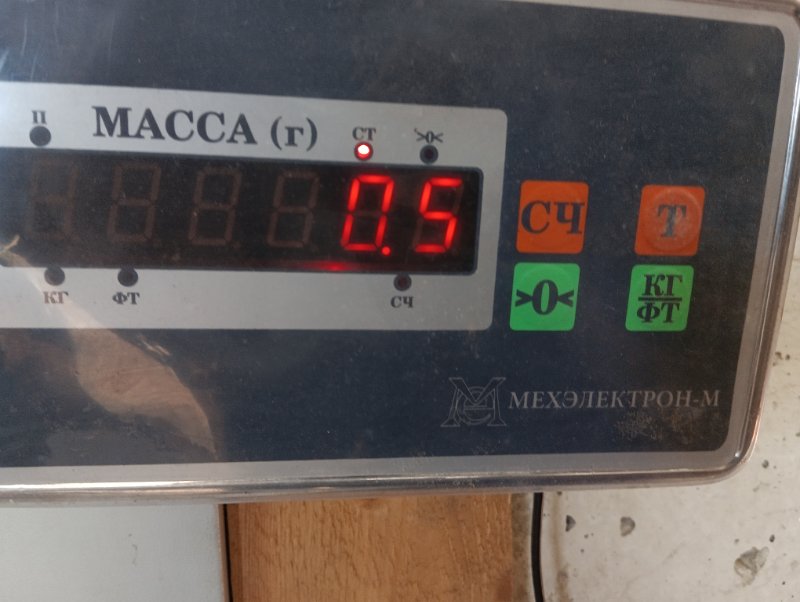 П
МАССА (г)
СТ
>0<
0.5
КГ
ФТ
СЧ
СЧ
Т
>0<
КГ
ФТ
МЕХЭЛЕКТРОН-М